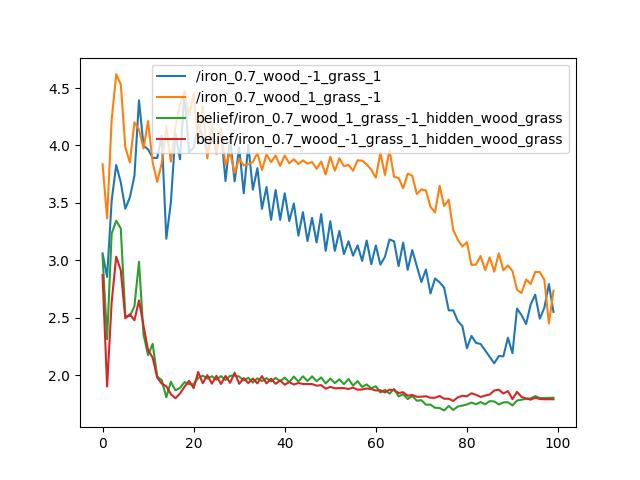 /iron_0.7_wood_-1_grass_1
/iron_0.7_wood_1_grass_-1
belief/iron_0.7_wood_1_grass_-1_hidden_wood_grass
belief/iron_0.7_wood_-1_grass_1_hidden_wood_grass
4.5
4.0
3.5
3.0
2.5
2.0
0 20 40 60 80 100